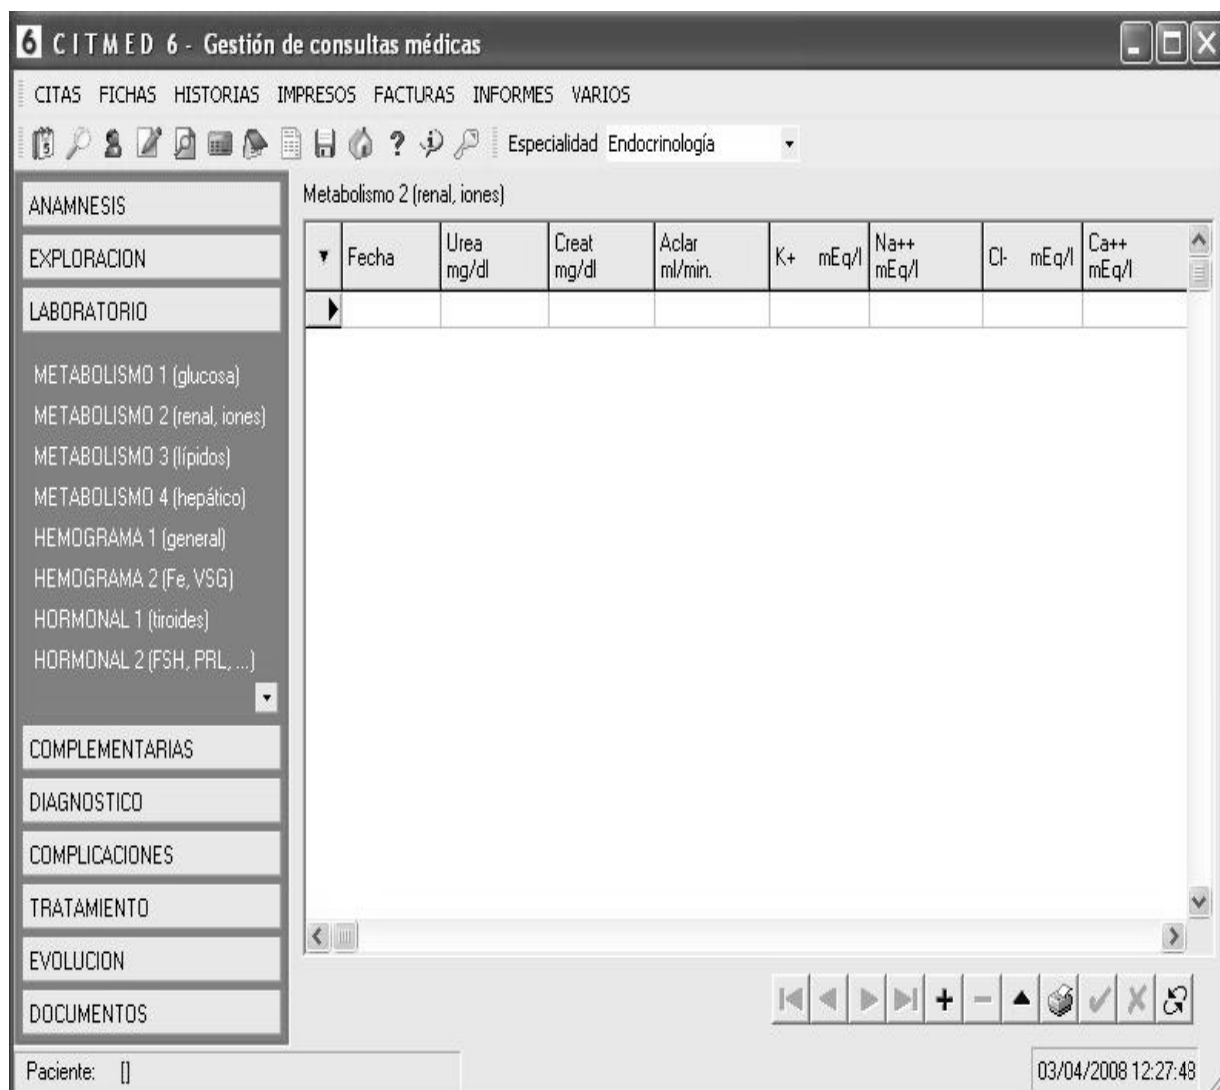 6 CITMED 6 - Gestión de consultas médicas
CITAS FICHAS HISTORIAS IMPRESOS FACTURAS INFORMES VARIOS
5 ? i Especialidad Endocrinología
ANAMNESIS
EXPLORACION
LABORATORIO
METABOLISMO 1 (glucosa)
METABOLISMO 2 (renal, iones)
METABOLISMO 3 (lípidos)
METABOLISMO 4 (hepático)
HEMOGRAMA 1 (general)
HEMOGRAMA 2 (Fe, VSG)
HORMONAL 1 (tiroides)
HORMONAL 2 (FSH, PRL, ...)
COMPLEMENTARIAS
DIAGNOSTICO
COMPLICACIONES
TRATAMIENTO
EVOLUCION
DOCUMENTOS
Metabolismo 2 (renal, iones)
Fecha Urea Creat Aclar K+ mEq/l Na++ Cl- mEq/l Ca++
mg/dl mg/dl ml/min. mEq/l mEq/l
Paciente: []
03/04/2008 12:27:48